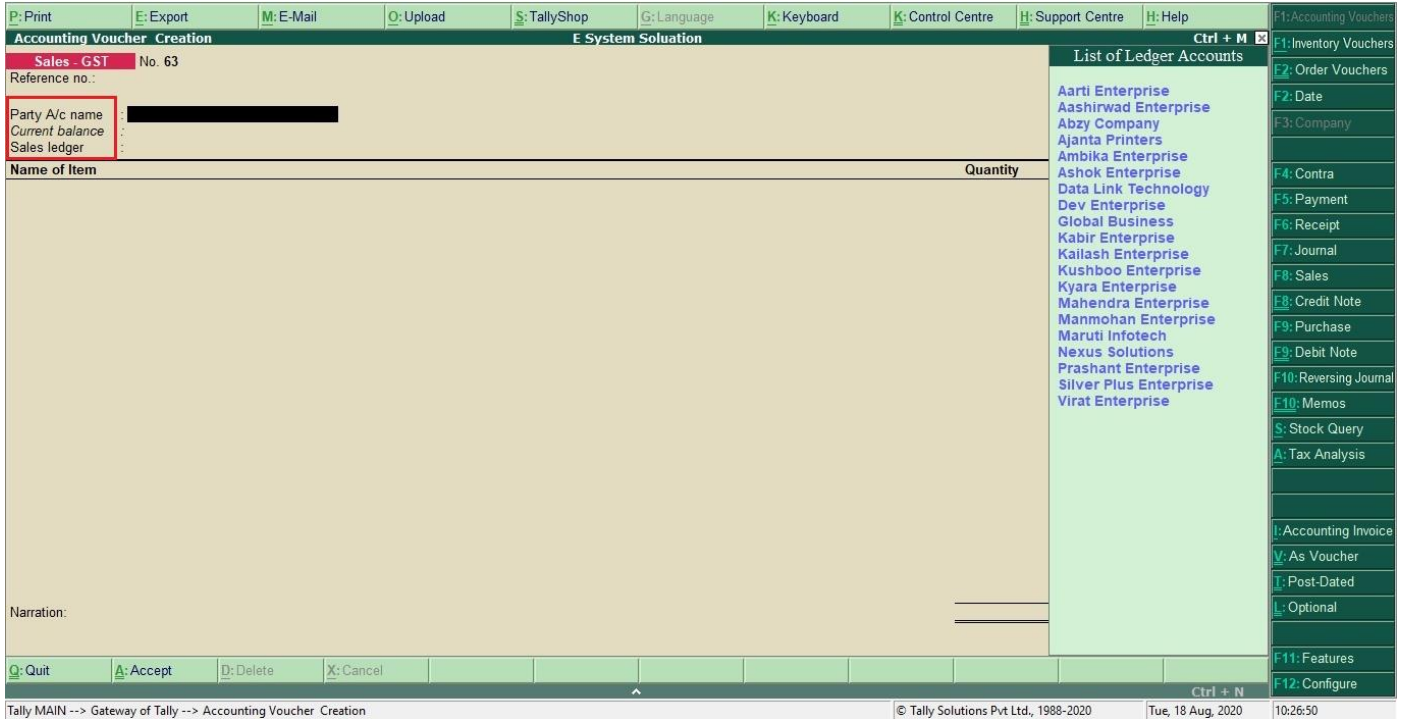 P: Print E: Export M: E-Mail O: Upload S: TallyShop G: Language K: Keyboard K: Control Centre H: Support Centre H: Help
Accounting Voucher Creation E System Soluation Ctrl + M
Sales - GST No. 63
Reference no.:
Party A/c name :
Current balance :
Sales ledger :
Name of Item Quantity
List of Ledger Accounts
Aarti Enterprise
Aashirwad Enterprise
Abzy Company
Ajanta Printers
Ambika Enterprise
Ashok Enterprise
Data Link Technology
Dev Enterprise
Global Business
Kabir Enterprise
Kailash Enterprise
Kushboo Enterprise
Kyara Enterprise
Mahendra Enterprise
Manmohan Enterprise
Maruti Infotech
Nexus Solutions
Prashant Enterprise
Silver Plus Enterprise
Virat Enterprise
F1: Accounting Vouchers
F1: Inventory Vouchers
F2: Order Vouchers
F2: Date
F3: Company
F4: Contra
F5: Payment
F6: Receipt
F7: Journal
F8: Sales
F8: Credit Note
F9: Purchase
F9: Debit Note
F10: Reversing Journal
F10: Memos
S: Stock Query
A: Tax Analysis
I: Accounting Invoice
V: As Voucher
T: Post-Dated
L: Optional
F11: Features
F12: Configure
Narration:
Q: Quit A: Accept D: Delete X: Cancel
Ctrl + N
Tally MAIN --> Gateway of Tally --> Accounting Voucher Creation © Tally Solutions Pvt Ltd., 1988-2020 Tue, 18 Aug, 2020 10:26:50